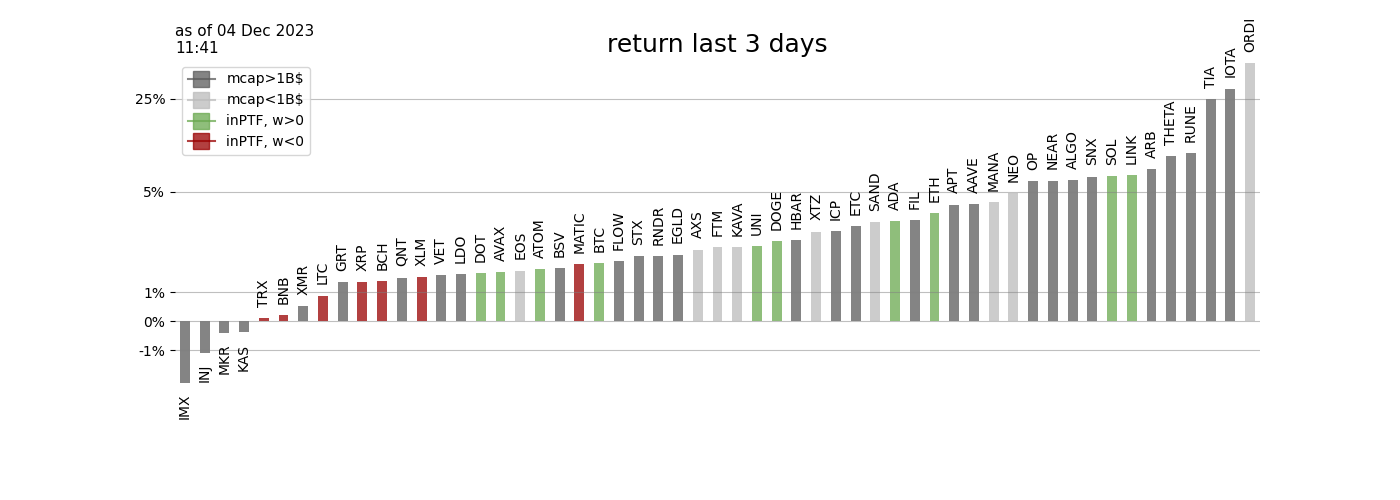 as of 04 Dec 2023
11:41
return last 3 days
mcap>1B$
mcap<1B$
inPTF, w>0
inPTF, w<0
25%
5%
1%
0%
-1%
IMX
INJ
MKR
KAS
TRX
BNB
XMR
LTC
GRT
XRP
BCH
QNT
XLM
VET
LDO
DOT
AVAX
EOS
ATOM
BSV
MATIC
BTC
FLOW
STX
RNDR
EGLD
AXS
FTM
KAVA
UNI
DOGE
HBAR
XTZ
ICP
ETC
SAND
ADA
FIL
ETH
APT
AAVE
MANA
NEO
OP
NEAR
ALGO
SNX
SOL
LINK
ARB
THETA
RUNE
TIA
IOTA
ORDI